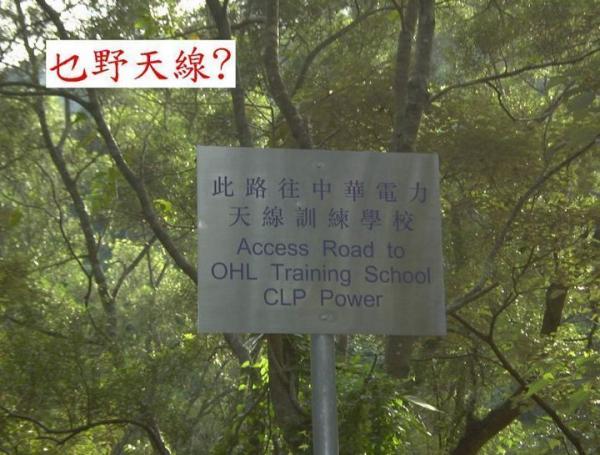 乜野天線?
此路往中華電力
天線訓練學校
Access Road to
OHL Training School
CLP Power